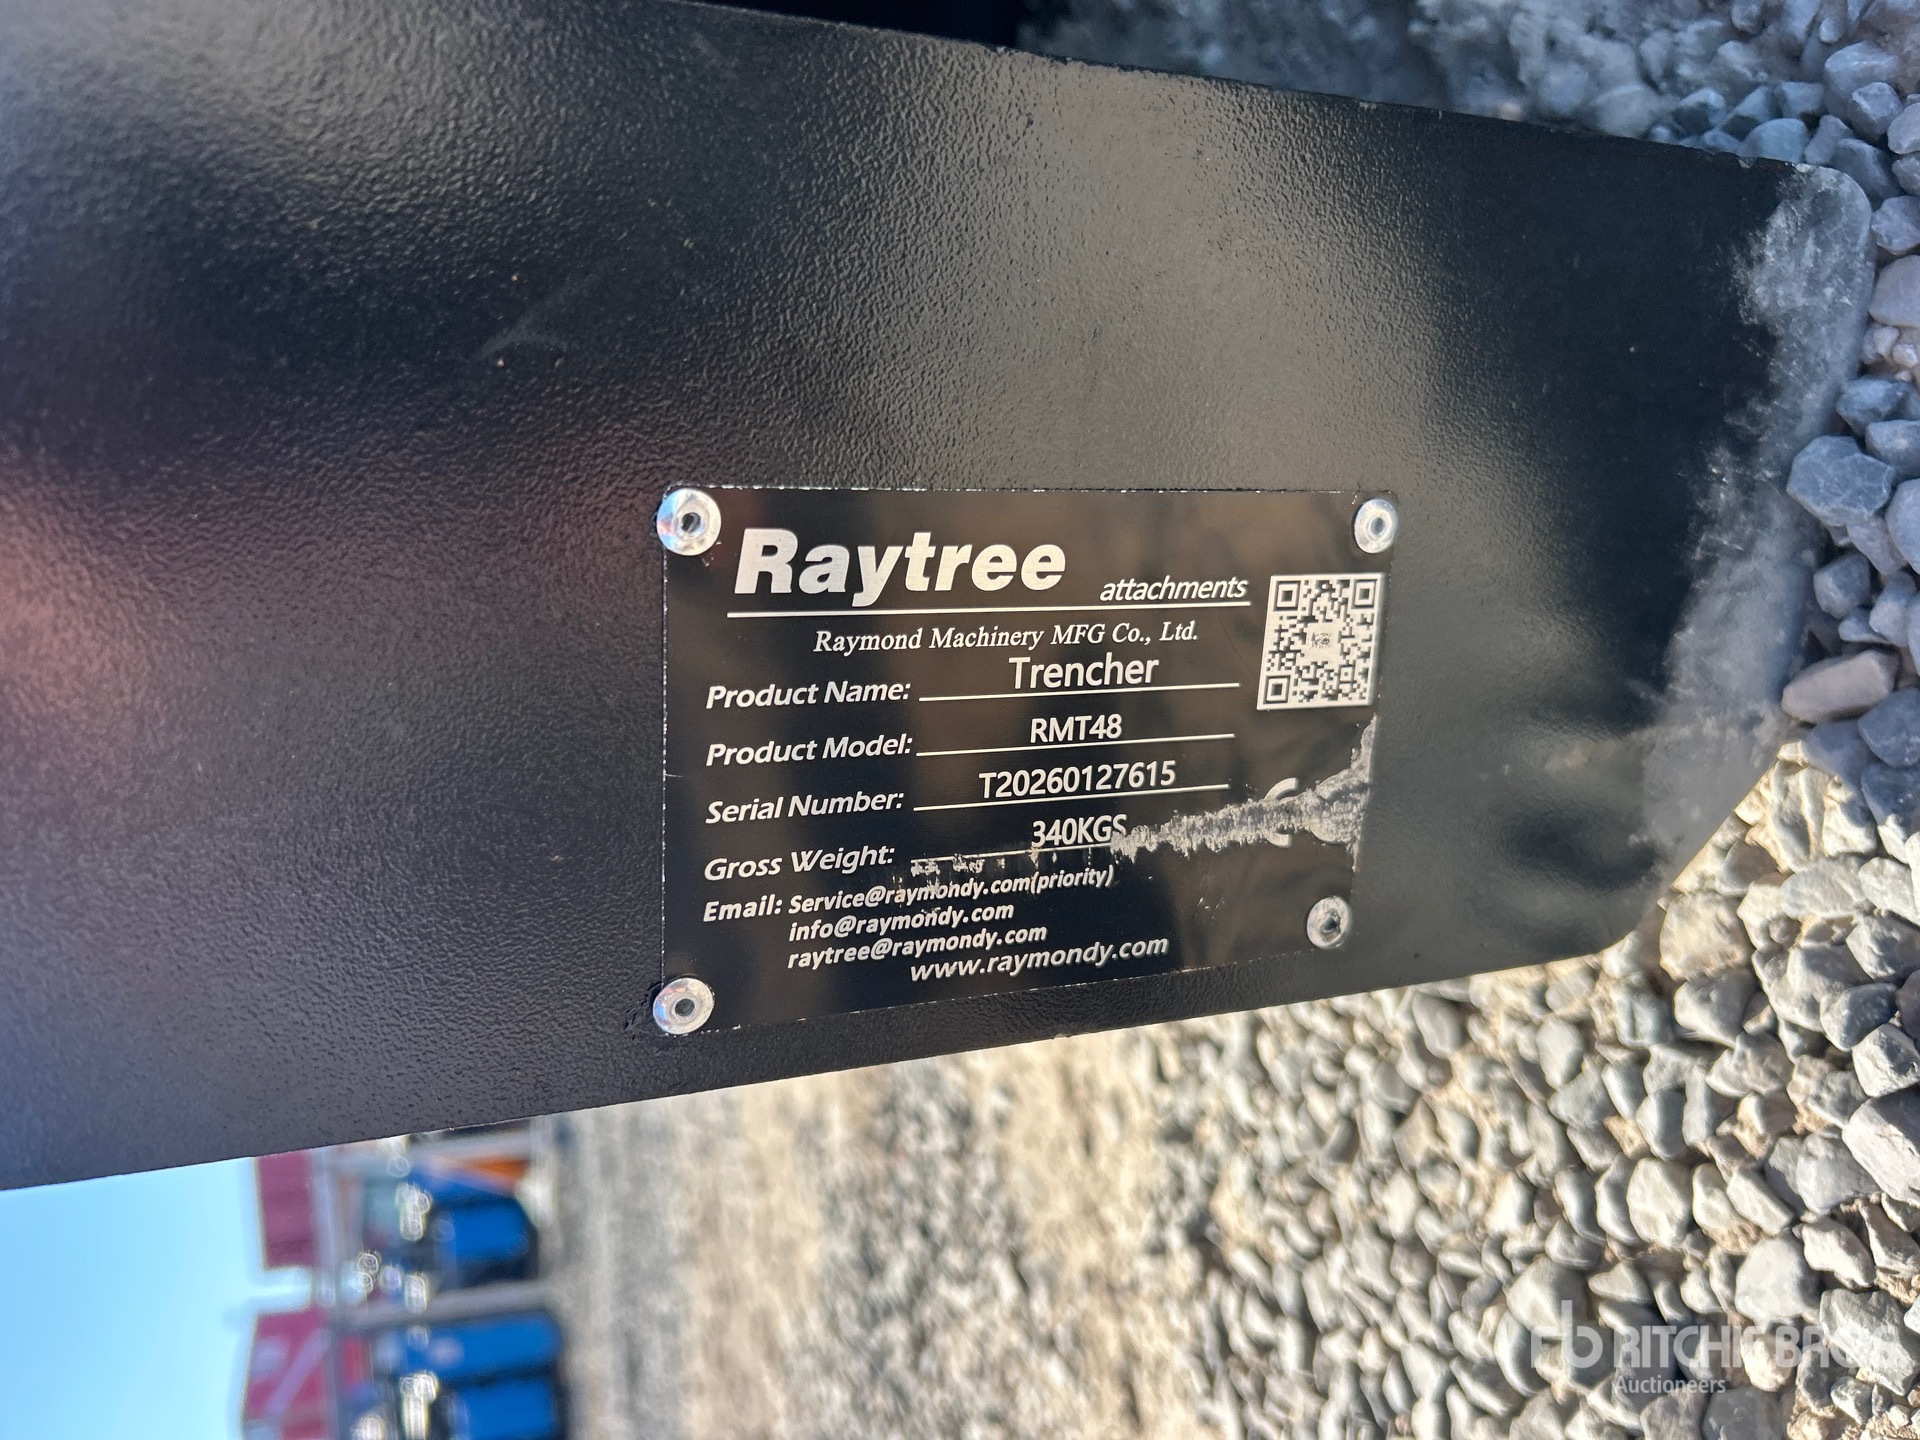 Raytree attachments
Raymond Machinery MFG Co., Ltd.
Product Name: Trencher
Product Model: RMT48
Serial Number: T20260127615
Gross Weight: 340KGS
Email: Service@raymondy.com(priority)
info@raymondy.com
raytree@raymondy.com
www.raymondy.com
rb RITCHIE BROS
Auctioneers